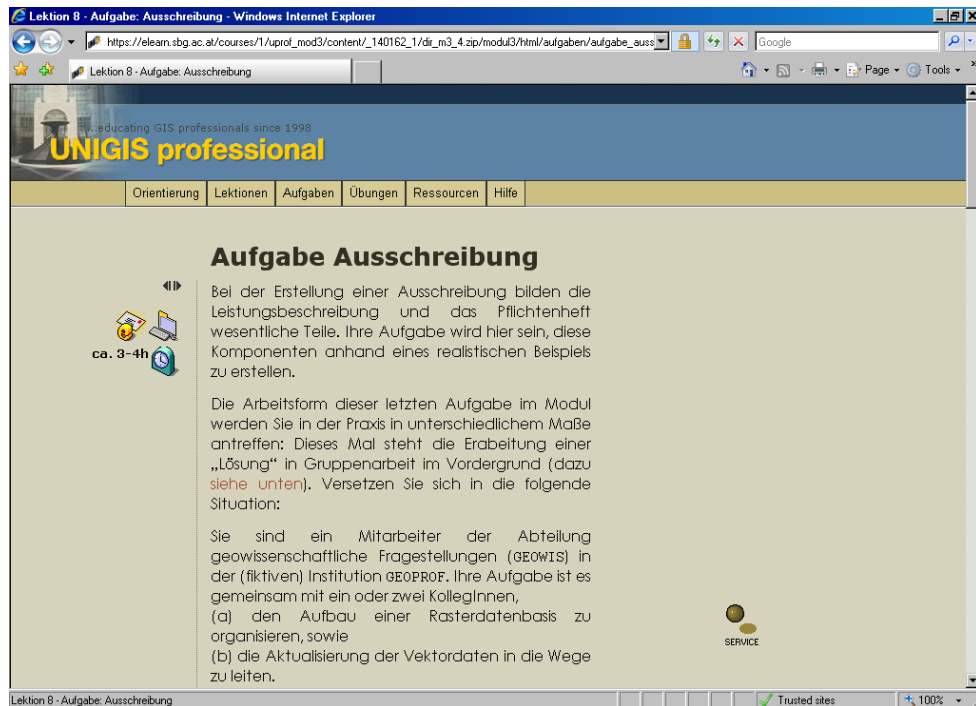 Lektion 8 - Aufgabe: Ausschreibung - Windows Internet Explorer
https://elearn.sbg.ac.at/courses/1/uprof_mod3/content/_140162_1/dir_m3_4.zip/modul3/html/aufgaben/aufgabe_auss
Google
Lektion 8 - Aufgabe: Ausschreibung
Page
Tools
...educating GIS professionals since 1998
UNIGIS professional
Orientierung Lektionen Aufgaben Übungen Ressourcen Hilfe
Aufgabe Ausschreibung
ca. 3-4h
Bei der Erstellung einer Ausschreibung bilden die
Leistungsbeschreibung und das Pflichtenheft
wesentliche Teile. Ihre Aufgabe wird hier sein, diese
Komponenten anhand eines realistischen Beispiels
zu erstellen.
Die Arbeitsform dieser letzten Aufgabe im Modul
werden Sie in der Praxis in unterschiedlichem Maße
antreffen: Dieses Mal steht die Erabeitung einer
„Lösung“ in Gruppenarbeit im Vordergrund (dazu
siehe unten). Versetzen Sie sich in die folgende
Situation:
Sie sind ein Mitarbeiter der Abteilung
geowissenschaftliche Fragestellungen (GEOWIS) in
der (fiktiven) Institution GEOPROF. Ihre Aufgabe ist es
gemeinsam mit ein oder zwei KollegInnen,
(a) den Aufbau einer Rasterdatenbasis zu
organisieren, sowie
(b) die Aktualisierung der Vektordaten in die Wege
zu leiten.
SERVICE
Lektion 8 - Aufgabe: Ausschreibung
Trusted sites
100%